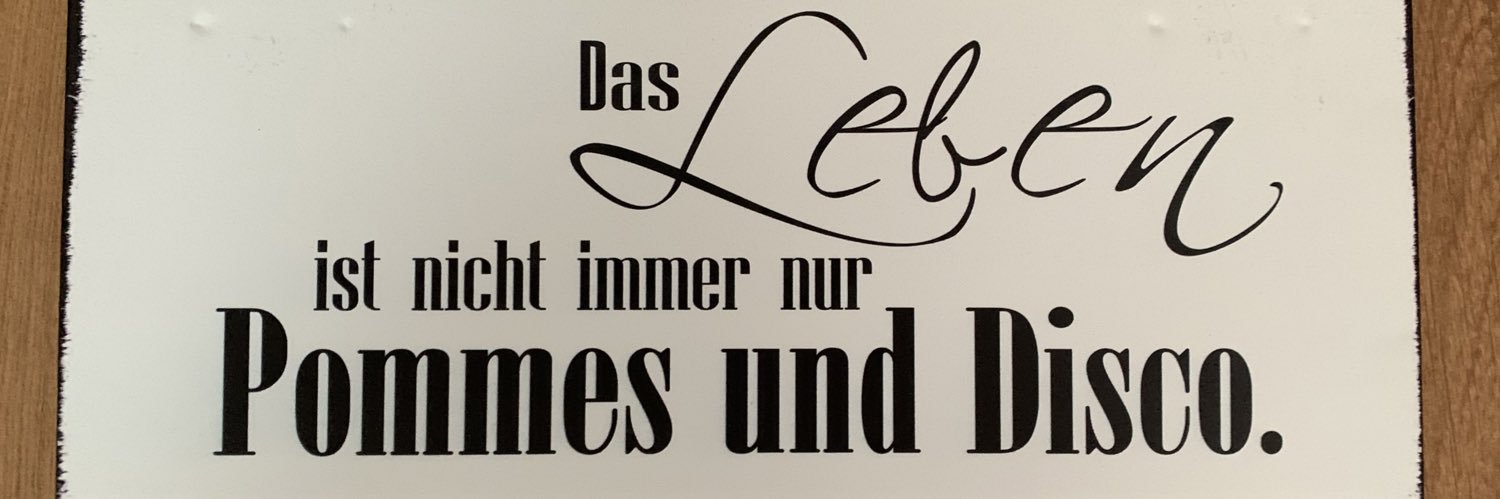 Das Leben
ist nicht immer nur
Pommes und Disco.